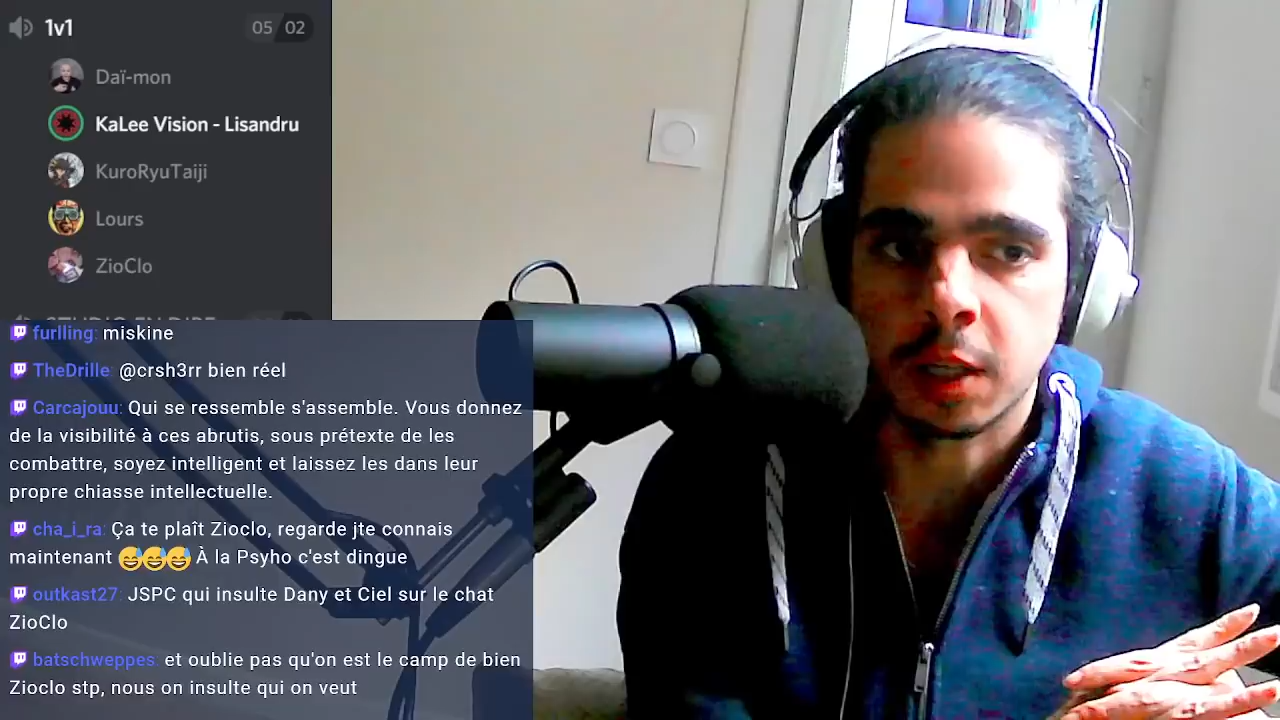 1v1
05 02
Daï-mon
KaLee Vision - Lisandru
KuroRyuTaiji
Lours
ZioClo
furlling: miskine
TheDrille: @crsh3rr bien réel
Carcajouu: Qui se ressemble s'assemble. Vous donnez
de la visibilité à ces abrutis, sous prétexte de les
combattre, soyez intelligent et laissez les dans leur
propre chiasse intellectuelle.
cha_i_ra: Ça te plaît Zioclo, regarde jte connais
maintenant 😅😅😅 À la Psyho c'est dingue
outkast27: JSPC qui insulte Dany et Ciel sur le chat
ZioClo
batschweppes: et oublie pas qu'on est le camp de bien
Zioclo stp, nous on insulte qui on veut